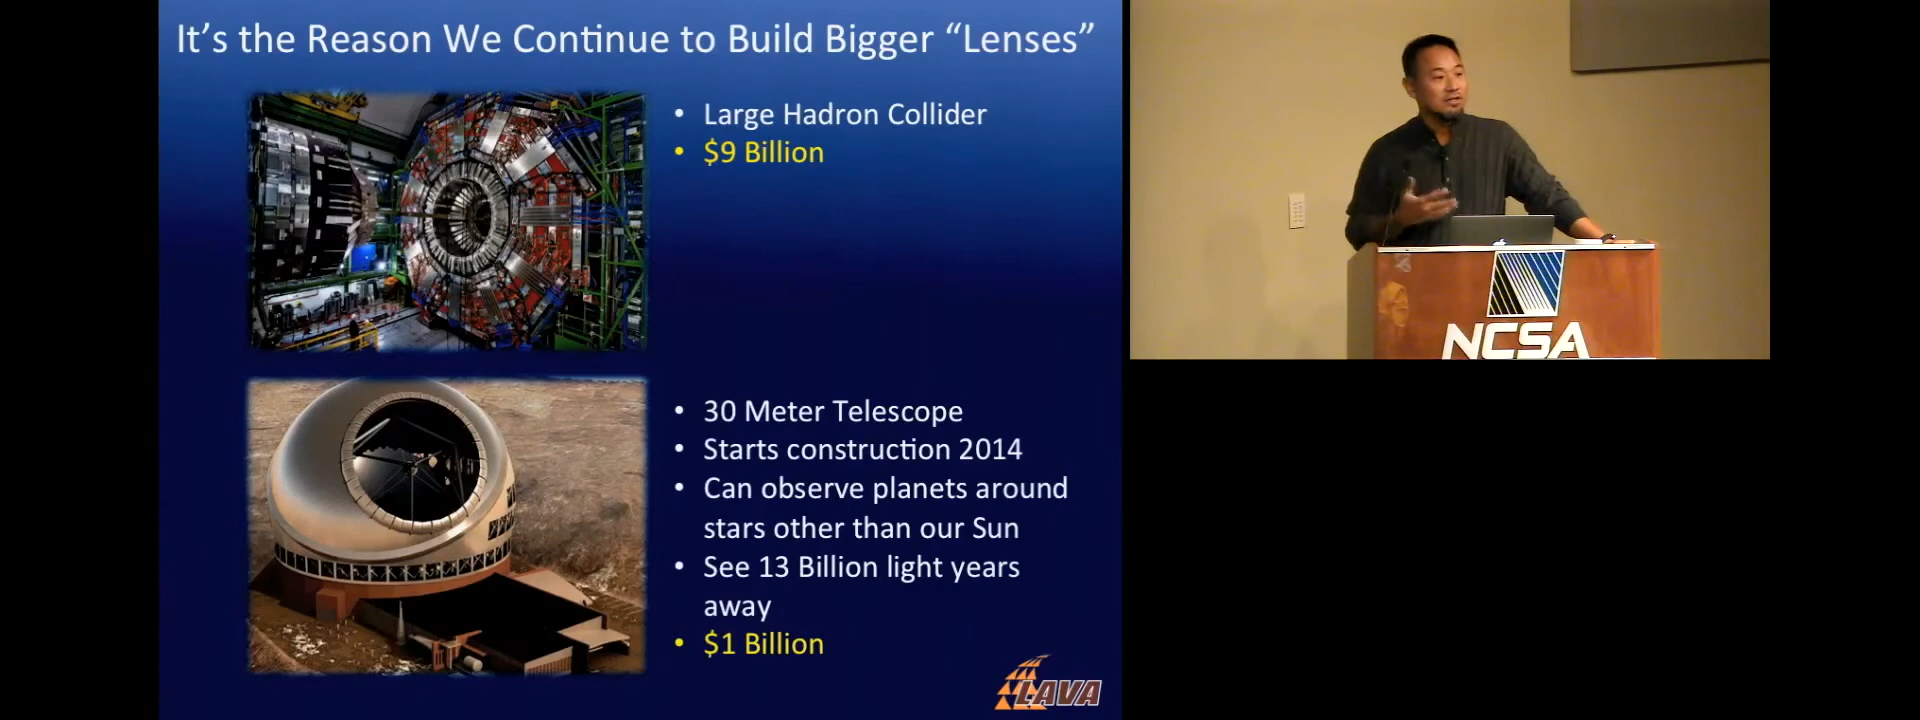 It's the Reason We Continue to Build Bigger “Lenses”
• Large Hadron Collider
• $9 Billion
• 30 Meter Telescope
• Starts construction 2014
• Can observe planets around
stars other than our Sun
• See 13 Billion light years
away
• $1 Billion
LAVA
NCSA